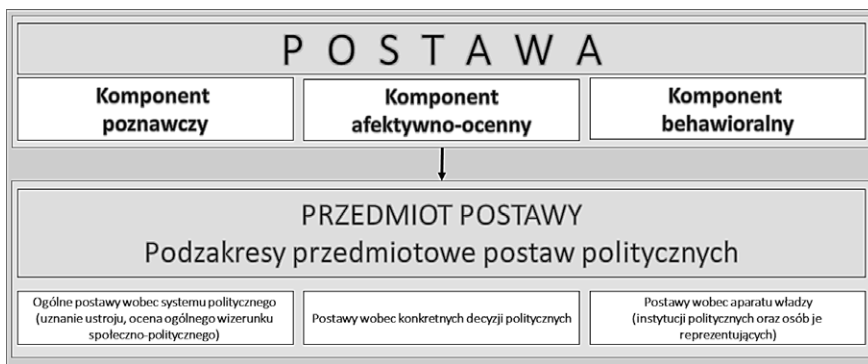 P O S T A W A
Komponent
poznawczy
Komponent
afektywno-ocenny
Komponent
behawioralny
PRZEDMIOT POSTAWY
Podzakresy przedmiotowe postaw politycznych
Ogólne postawy wobec systemu politycznego
(uznanie ustroju, ocena ogólnego wizerunku
społeczno-politycznego)
Postawy wobec konkretnych decyzji politycznych
Postawy wobec aparatu władzy
(instytucji politycznych oraz osób je
reprezentujących)